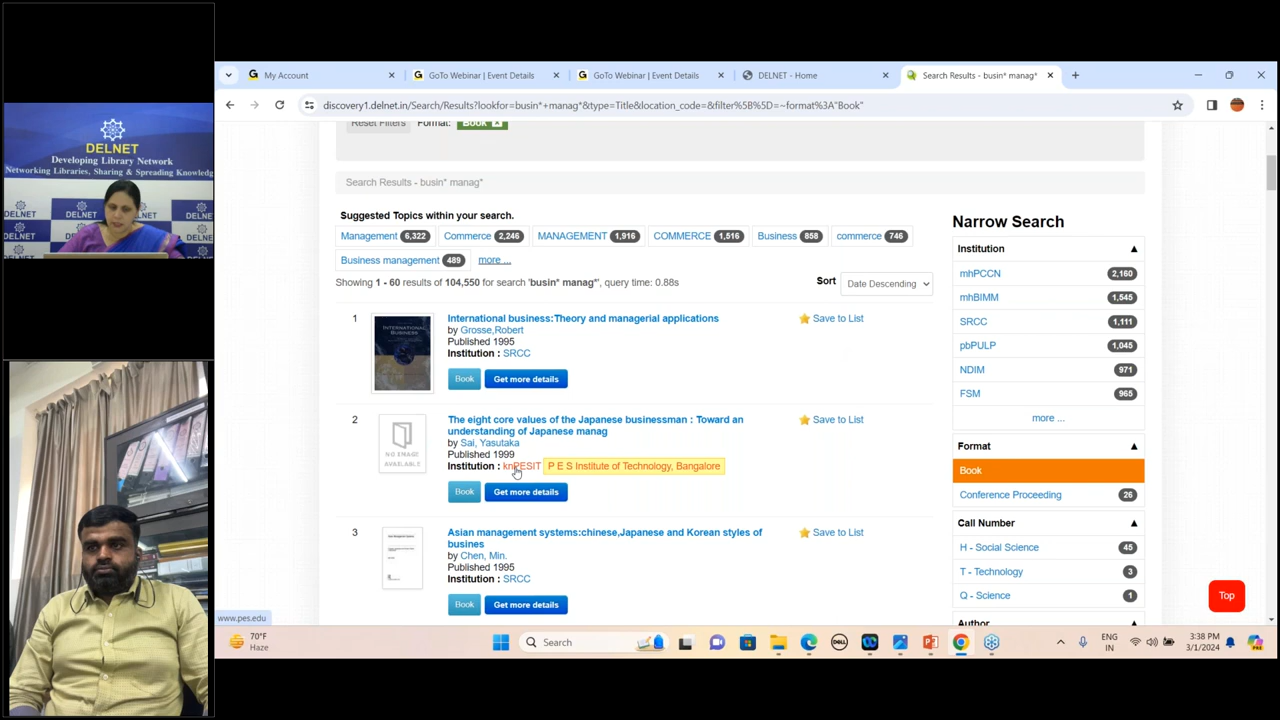 DELNET
Developing Library Network
Networking Libraries, Sharing & Spreading Knowledge
DELNET
DELNET
DELNET
DELNET
My Account
GoTo Webinar | Event Details
GoTo Webinar | Event Details
DELNET - Home
Search Results - busin* manag*
discovery1.delnet.in/Search/Results?lookfor=busin*+manag*&type=Title&location_code=&filter%5B%5D=~format%3A"Book"
Reset Filters Format: Book
Search Results - busin* manag*
Suggested Topics within your search.
Management 6,322 Commerce 2,246 MANAGEMENT 1,916 COMMERCE 1,516 Business 858 commerce 746
Business management 489 more ...
Showing 1 - 60 results of 104,550 for search 'busin* manag*', query time: 0.88s
Sort Date Descending
1
International business:Theory and managerial applications
by Grosse,Robert
Published 1995
Institution : SRCC
Book Get more details
Save to List
INTERNATIONAL
BUSINESS
2
The eight core values of the Japanese businessman : Toward an
understanding of Japanese manag
by Sai, Yasutaka
Published 1999
Institution : knPESIT P E S Institute of Technology, Bangalore
Book Get more details
Save to List
NO IMAGE
AVAILABLE
3
Asian management systems:chinese,Japanese and Korean styles of
busines
by Chen, Min.
Published 1995
Institution : SRCC
Book Get more details
Save to List
Narrow Search
Institution
mhPCCN 2,160
mhBIMM 1,545
SRCC 1,111
pbPULP 1,045
NDIM 971
FSM 965
more ...
Format
Book
Conference Proceeding 26
Call Number
H - Social Science 45
T - Technology 3
Q - Science 1
Author
Top
www.pes.edu
70°F
Haze
Search
ENG
IN
3:38 PM
3/1/2024